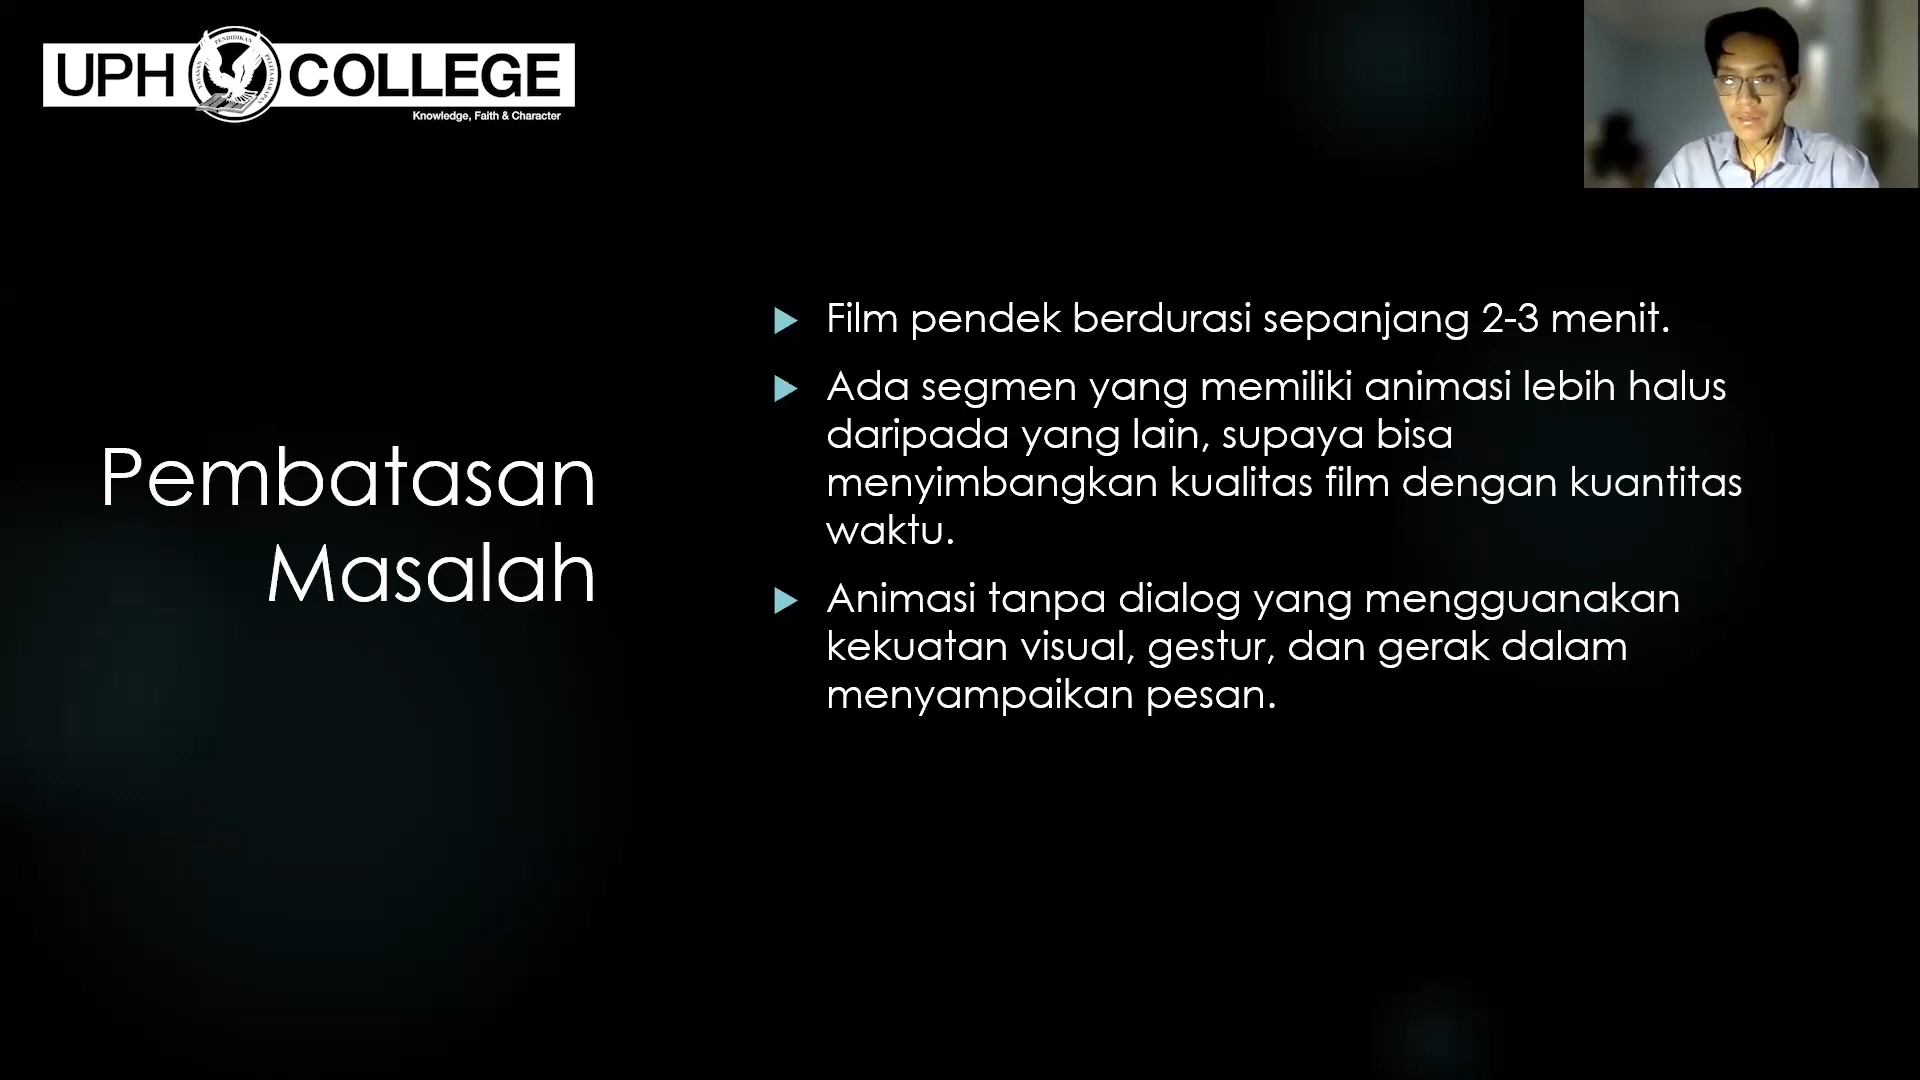 UPH COLLEGE
Knowledge, Faith & Character
Pembatasan
Masalah
Film pendek berdurasi sepanjang 2-3 menit.
Ada segmen yang memiliki animasi lebih halus
daripada yang lain, supaya bisa
menyimbangkan kualitas film dengan kuantitas
waktu.
Animasi tanpa dialog yang mengguanakan
kekuatan visual, gestur, dan gerak dalam
menyampaikan pesan.